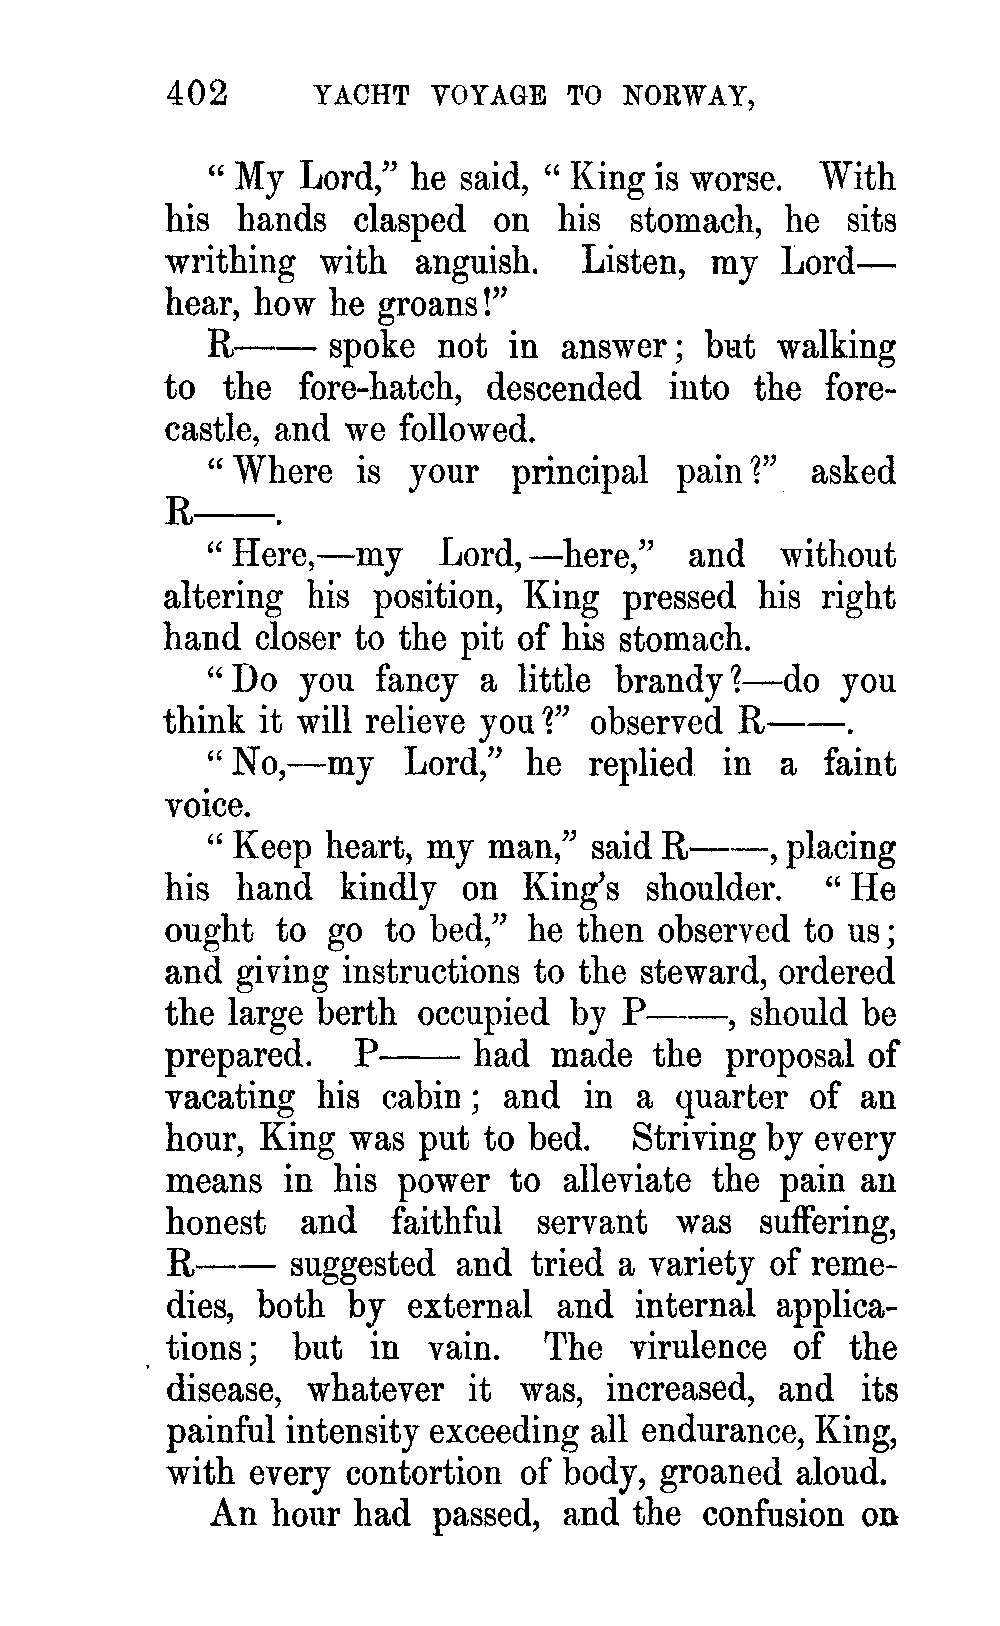 402 YACHT VOYAGE TO NORWAY,
“ My Lord,” he said, “ King is worse. With
his hands clasped on his stomach, he sits
writhing with anguish. Listen, my Lord—
hear, how he groans!”
R—— spoke not in answer; but walking
to the fore-hatch, descended into the fore-
castle, and we followed.
“ Where is your principal pain?” asked
R——.
“ Here,—my Lord,—here,” and without
altering his position, King pressed his right
hand closer to the pit of his stomach.
“ Do you fancy a little brandy?—do you
think it will relieve you?” observed R——.
“ No,—my Lord,” he replied in a faint
voice.
“ Keep heart, my man,” said R——, placing
his hand kindly on King’s shoulder. “ He
ought to go to bed,” he then observed to us;
and giving instructions to the steward, ordered
the large berth occupied by P——, should be
prepared. P—— had made the proposal of
vacating his cabin; and in a quarter of an
hour, King was put to bed. Striving by every
means in his power to alleviate the pain an
honest and faithful servant was suffering,
R—— suggested and tried a variety of reme-
dies, both by external and internal applica-
tions; but in vain. The virulence of the
disease, whatever it was, increased, and its
painful intensity exceeding all endurance, King,
with every contortion of body, groaned aloud.
An hour had passed, and the confusion on